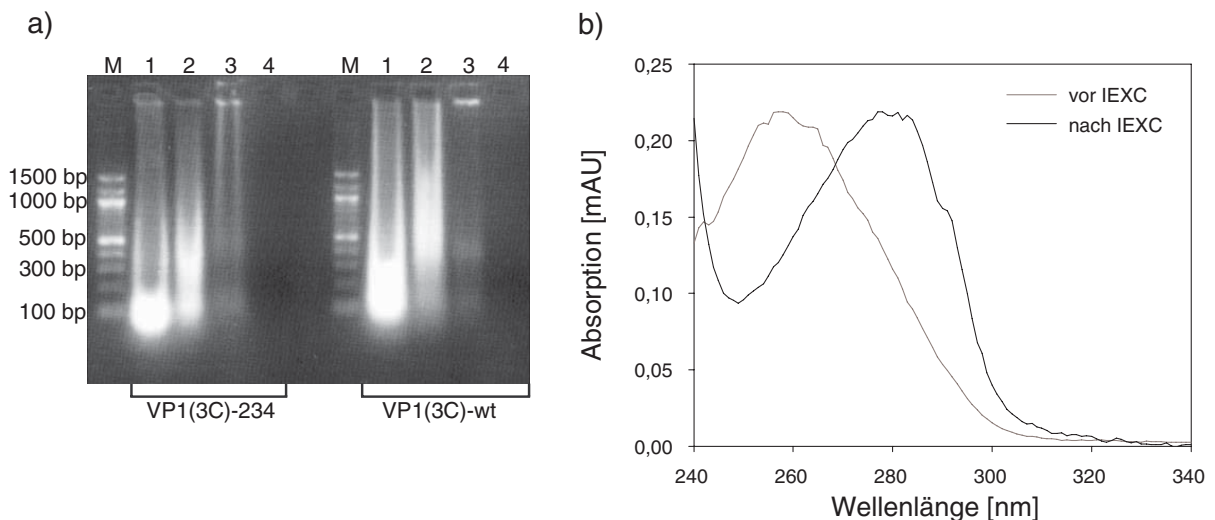 a)
M 1 2 3 4 M 1 2 3 4
1500 bp
1000 bp
500 bp
300 bp
100 bp
VP1(3C)-234 VP1(3C)-wt
b)
Absorption [mAU]
0,25
0,20
0,15
0,10
0,05
0,00
vor IEXC
nach IEXC
240 260 280 300 320 340
Wellenlänge [nm]